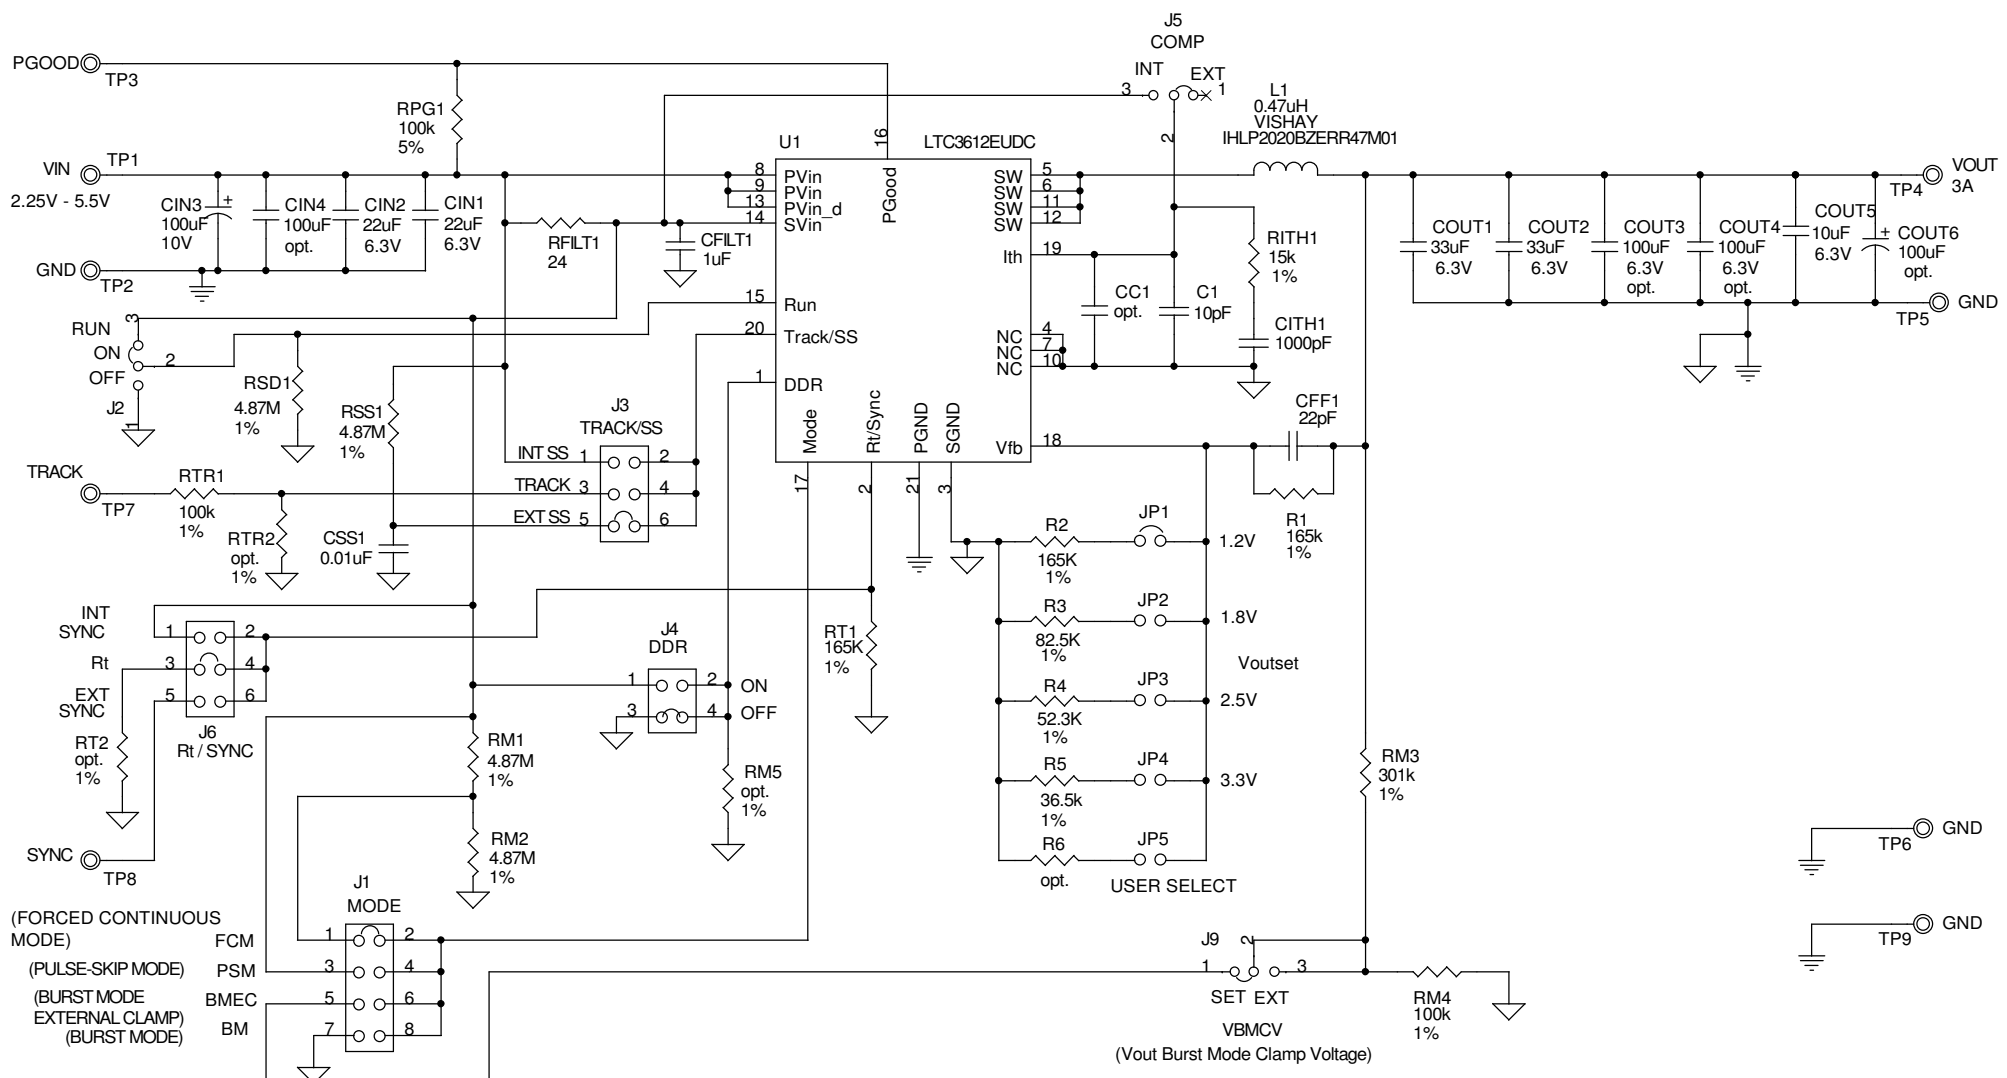 J5
COMP
INT
EXT
3
1
2
PGOOD
TP3
RPG1
100k
5%
16
U1
LTC3612EUDC
L1
0.47uH
VISHAY
IHLP2020BZERR47M01
VIN
TP1
2.25V - 5.5V
CIN3
100uF
10V
+
CIN4
100uF
opt.
CIN2
22uF
6.3V
CIN1
22uF
6.3V
GND
TP2
RFILT1
24
CFILT1
1uF
8
PVin
9
PVin
13
PVin_d
14
SVin
PGood
SW
5
SW
6
SW
11
SW
12
Ith
19
15
Run
20
Track/SS
1
DDR
NC
4
NC
7
NC
10
Mode
Rt/Sync
PGND
SGND
Vfb
18
17
2
21
3
VOUT
TP4
3A
COUT1
33uF
6.3V
COUT2
33uF
6.3V
COUT3
100uF
6.3V
opt.
COUT4
100uF
6.3V
opt.
COUT5
10uF
6.3V
+
COUT6
100uF
opt.
GND
TP5
RITH1
15k
1%
CC1
opt.
C1
10pF
CITH1
1000pF
RUN
3
ON
2
OFF
J2
1
RSD1
4.87M
1%
RSS1
4.87M
1%
J3
TRACK/SS
INT SS
1
2
TRACK
3
4
EXT SS
5
6
TRACK
TP7
RTR1
100k
1%
RTR2
opt.
1%
CSS1
0.01uF
CFF1
22pF
R1
165k
1%
R2
165K
1%
JP1
1.2V
R3
82.5K
1%
JP2
1.8V
Voutset
R4
52.3K
1%
JP3
2.5V
R5
36.5k
1%
JP4
3.3V
R6
opt.
JP5
USER SELECT
INT
SYNC
1
2
Rt
3
4
EXT
SYNC
5
6
J6
Rt / SYNC
RT2
opt.
1%
J4
DDR
1
2
ON
3
4
OFF
RT1
165K
1%
RM1
4.87M
1%
RM5
opt.
1%
RM2
4.87M
1%
RM3
301k
1%
SYNC
TP8
GND
TP6
GND
TP9
J1
MODE
(FORCED CONTINUOUS
MODE)
FCM
1
2
(PULSE-SKIP MODE)
PSM
3
4
(BURST MODE
EXTERNAL CLAMP)
BMEC
5
6
(BURST MODE)
BM
7
8
J9
2
1
3
SET
EXT
VBMCV
(Vout Burst Mode Clamp Voltage)
RM4
100k
1%